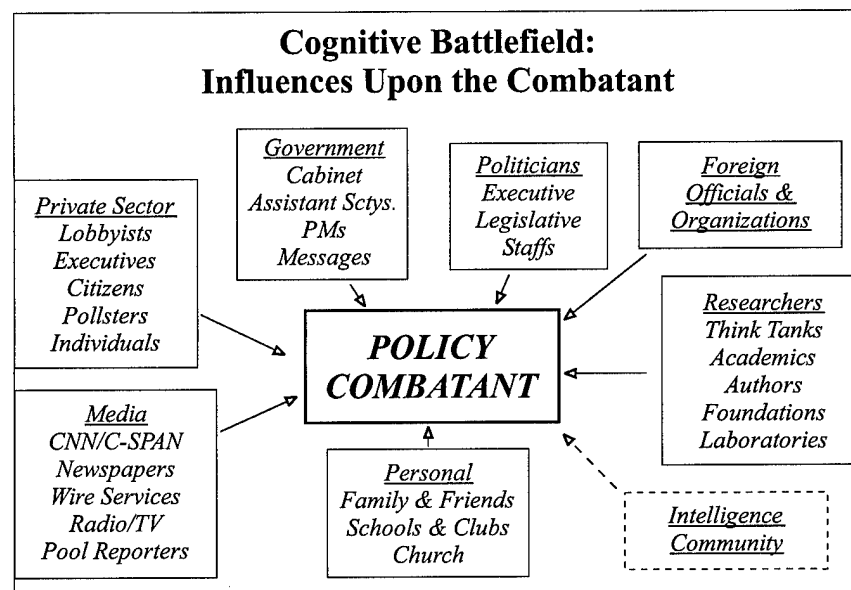 Cognitive Battlefield:
Influences Upon the Combatant
Government
Cabinet
Assistant Sctys.
PMs
Messages
Politicians
Executive
Legislative
Staffs
Foreign
Officials &
Organizations
Private Sector
Lobbyists
Executives
Citizens
Pollsters
Individuals
POLICY
COMBATANT
Researchers
Think Tanks
Academics
Authors
Foundations
Laboratories
Media
CNN/C-SPAN
Newspapers
Wire Services
Radio/TV
Pool Reporters
Personal
Family & Friends
Schools & Clubs
Church
Intelligence
Community